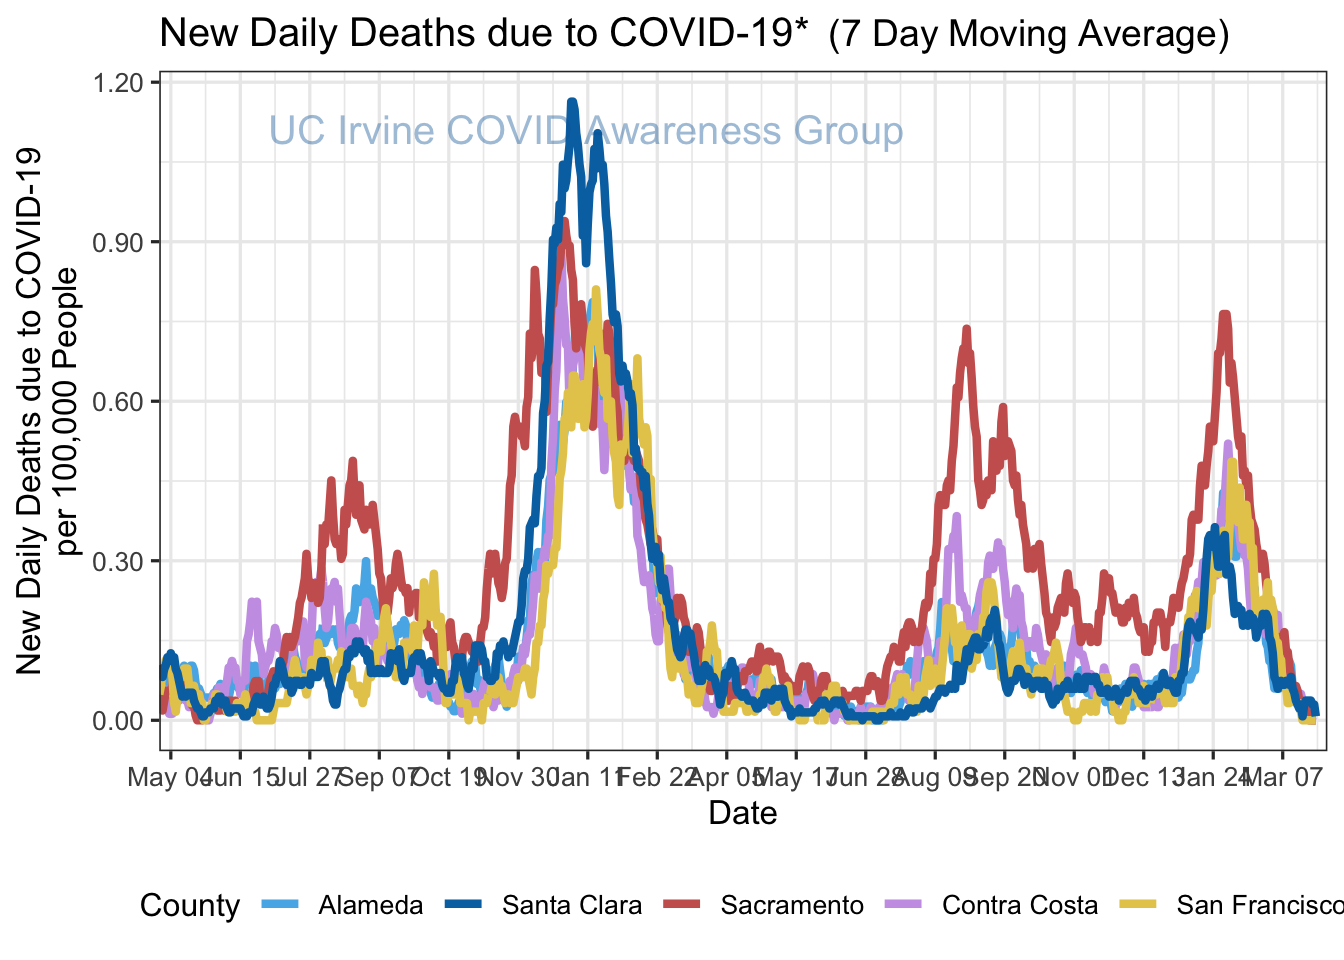 New Daily Deaths due to COVID-19* (7 Day Moving Average)
UC Irvine COVID Awareness Group
New Daily Deaths due to COVID-19
per 100,000 People
1.20
0.90
0.60
0.30
0.00
May 04 Jun 15 Jul 27 Sep 07 Oct 19 Nov 30 Jan 11 Feb 22 Apr 05 May 17 Jun 28 Aug 09 Sep 20 Nov 01 Dec 13 Jan 24 Mar 07
Date
County Alameda Santa Clara Sacramento Contra Costa San Francisco